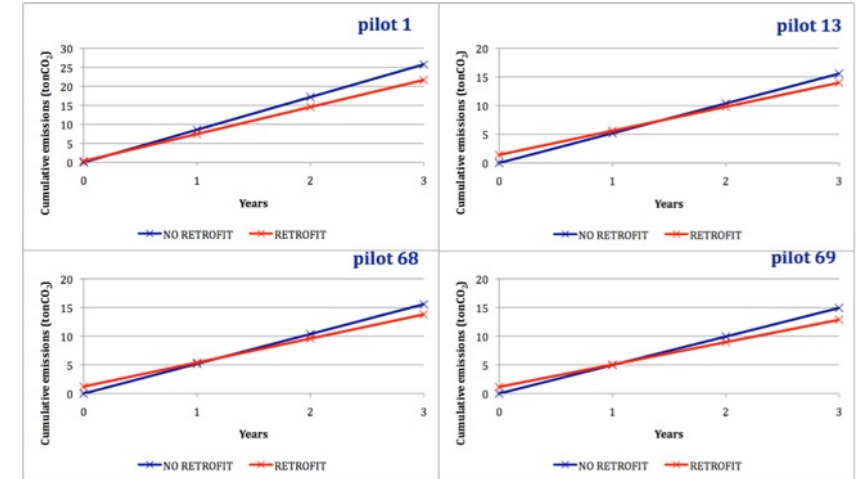 pilot 1
Cumulative emissions (tonCO₂)
30
25
20
15
10
5
0
0 1 2 3
Years
NO RETROFIT RETROFIT
pilot 13
Cumulative emissions (tonCO₂)
20
15
10
5
0
0 1 2 3
Years
NO RETROFIT RETROFIT
pilot 68
Cumulative emissions (tonCO₂)
20
15
10
5
0
0 1 2 3
Years
NO RETROFIT RETROFIT
pilot 69
Cumulative emissions (tonCO₂)
20
15
10
5
0
0 1 2 3
Years
NO RETROFIT RETROFIT